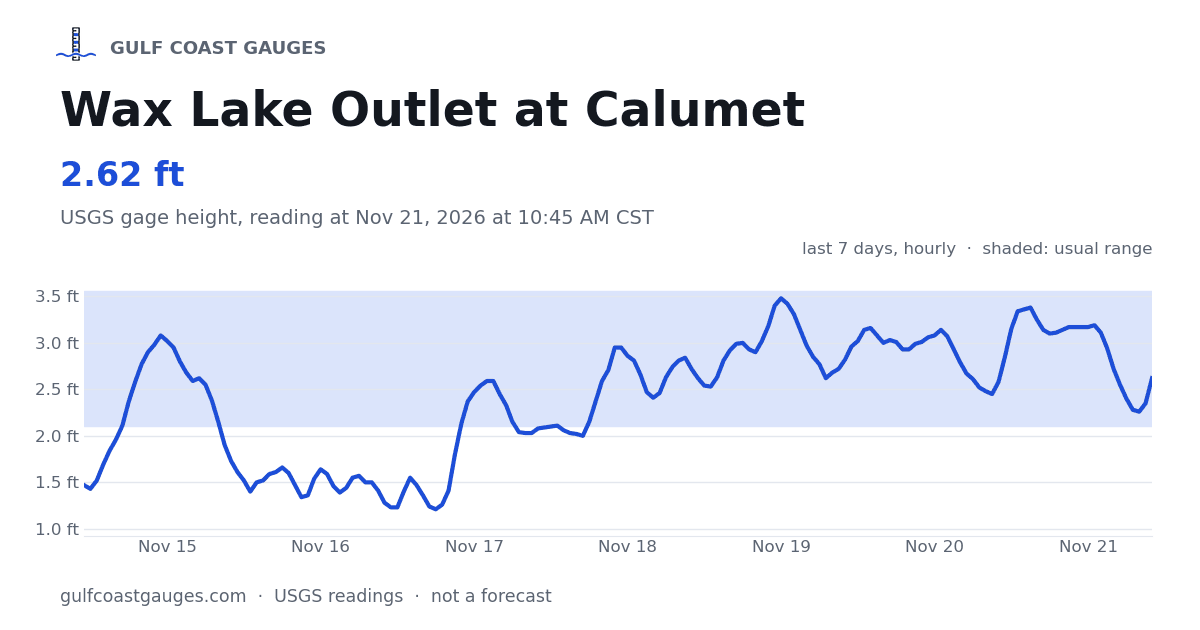 GULF COAST GAUGES
Wax Lake Outlet at Calumet
2.62 ft
USGS gage height, reading at Nov 21, 2026 at 10:45 AM CST
last 7 days, hourly · shaded: usual range
3.5 ft
3.0 ft
2.5 ft
2.0 ft
1.5 ft
1.0 ft
Nov 15 Nov 16 Nov 17 Nov 18 Nov 19 Nov 20 Nov 21
gulfcoastgauges.com · USGS readings · not a forecast